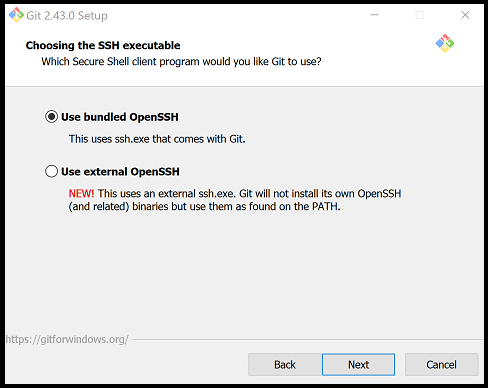 Git 2.43.0 Setup
Choosing the SSH executable
Which Secure Shell client program would you like Git to use?
Use bundled OpenSSH
This uses ssh.exe that comes with Git.
Use external OpenSSH
NEW! This uses an external ssh.exe. Git will not install its own OpenSSH
(and related) binaries but use them as found on the PATH.
https://gitforwindows.org/
Back Next Cancel